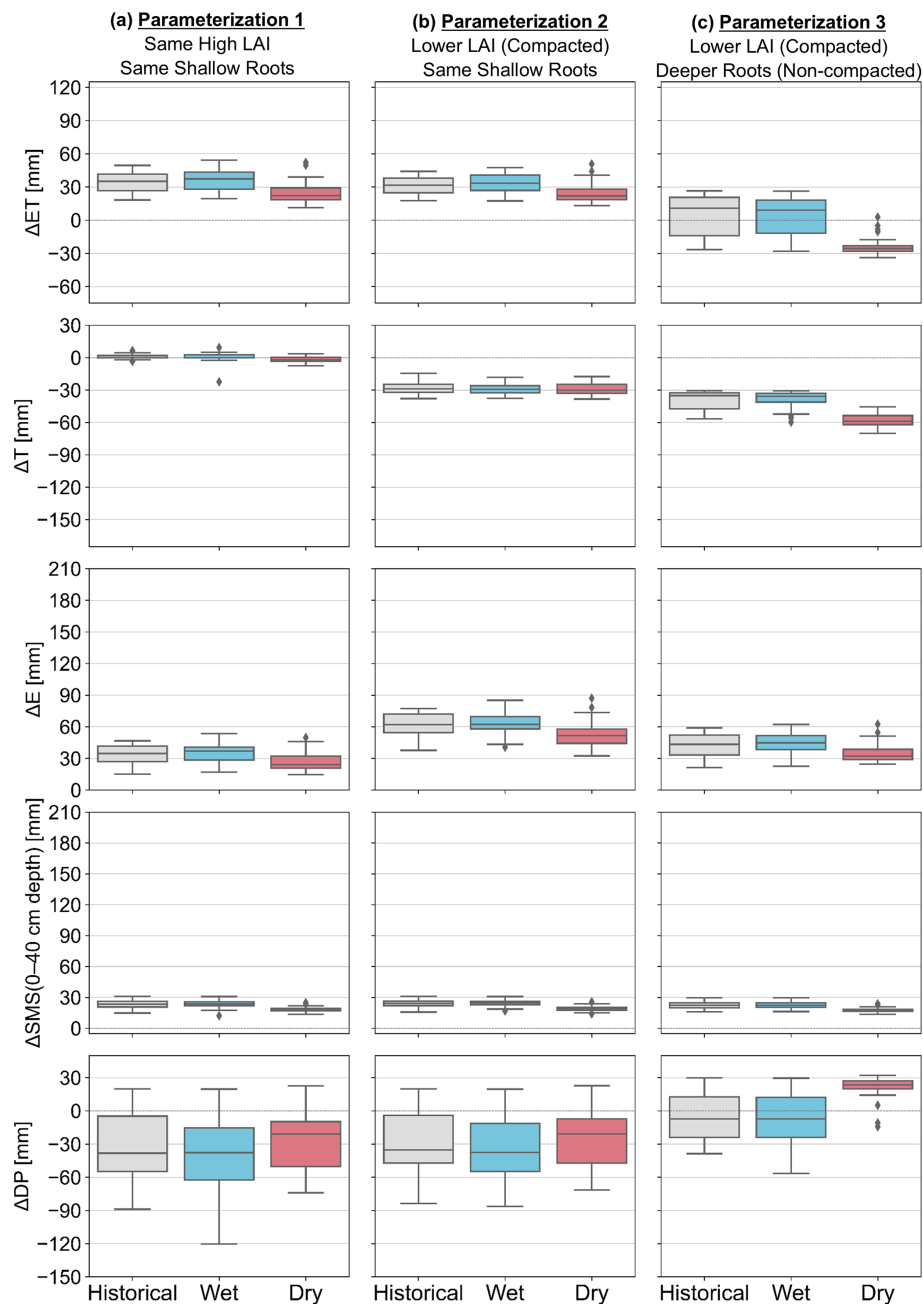 (a) Parameterization 1
Same High LAI
Same Shallow Roots
(b) Parameterization 2
Lower LAI (Compacted)
Same Shallow Roots
(c) Parameterization 3
Lower LAI (Compacted)
Deeper Roots (Non-compacted)
ΔET [mm]
120
90
60
30
0
−30
−60
ΔT [mm]
30
0
−30
−60
−90
−120
−150
ΔE [mm]
210
180
150
120
90
60
30
0
ΔSMS(0–40 cm depth) [mm]
210
180
150
120
90
60
30
0
ΔDP [mm]
30
0
−30
−60
−90
−120
−150
Historical Wet Dry
Historical Wet Dry
Historical Wet Dry